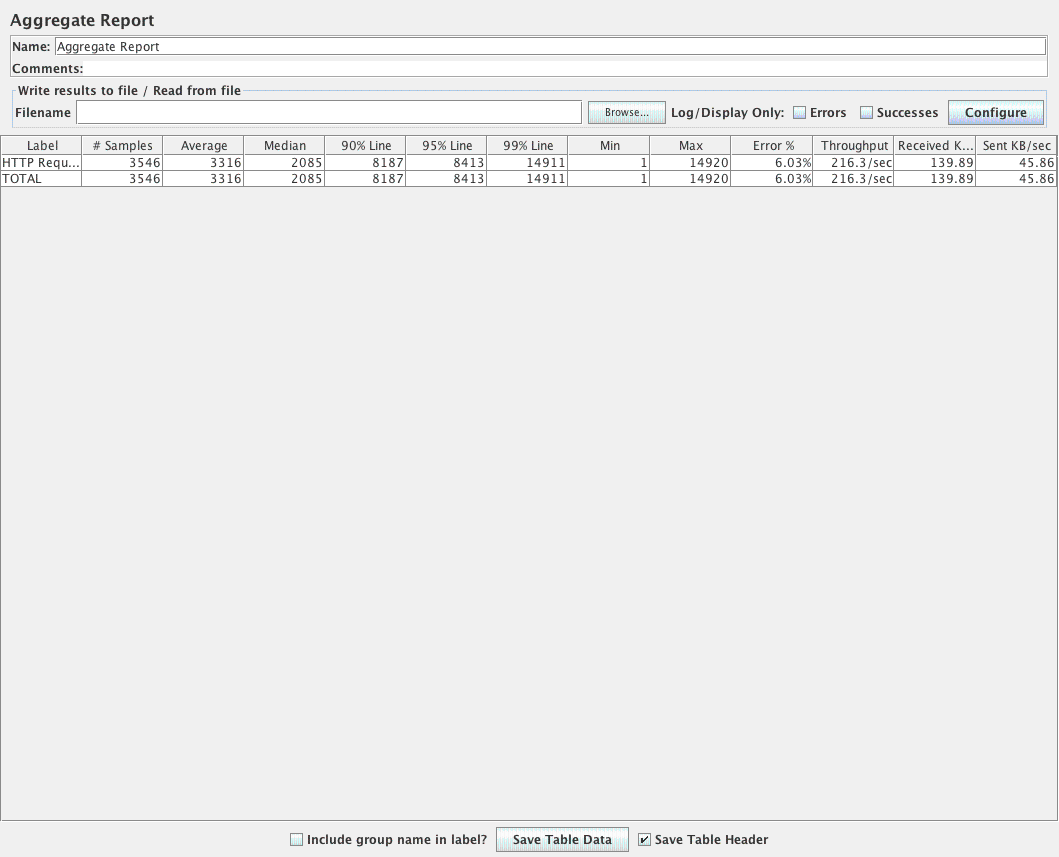 Aggregate Report
Name: Aggregate Report
Comments:
Write results to file / Read from file
Filename Browse... Log/Display Only: Errors Successes Configure
Label # Samples Average Median 90% Line 95% Line 99% Line Min Max Error % Throughput Received K... Sent KB/sec
HTTP Requ... 3546 3316 2085 8187 8413 14911 1 14920 6.03% 216.3/sec 139.89 45.86
TOTAL 3546 3316 2085 8187 8413 14911 1 14920 6.03% 216.3/sec 139.89 45.86
Include group name in label? Save Table Data Save Table Header